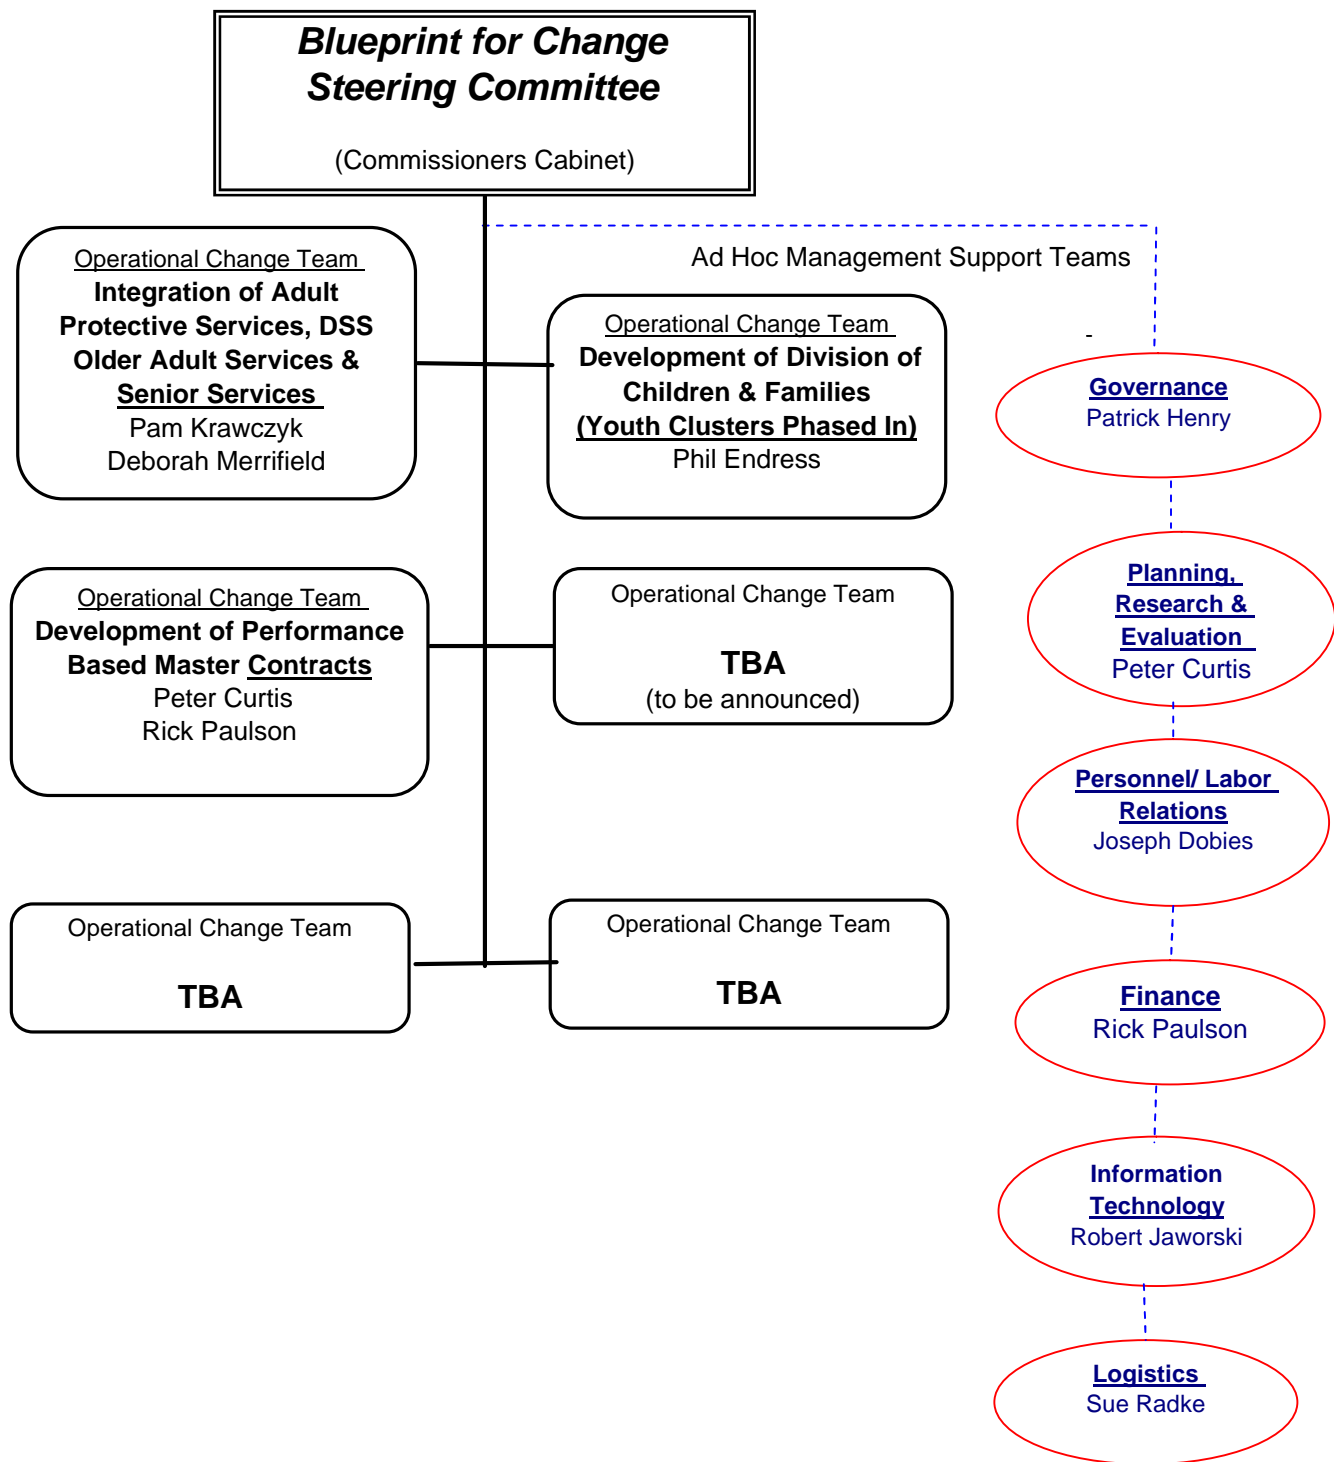 Blueprint for Change
Steering Committee
(Commissioners Cabinet)
Ad Hoc Management Support Teams
Operational Change Team
Integration of Adult
Protective Services, DSS
Older Adult Services &
Senior Services
Pam Krawczyk
Deborah Merrifield
Operational Change Team
Development of Division of
Children & Families
(Youth Clusters Phased In)
Phil Endress
-
Governance
Patrick Henry
Operational Change Team
Development of Performance
Based Master Contracts
Peter Curtis
Rick Paulson
Operational Change Team
TBA
(to be announced)
Planning,
Research &
Evaluation
Peter Curtis
Personnel/ Labor
Relations
Joseph Dobies
Operational Change Team
TBA
Operational Change Team
TBA
Finance
Rick Paulson
Information
Technology
Robert Jaworski
Logistics
Sue Radke